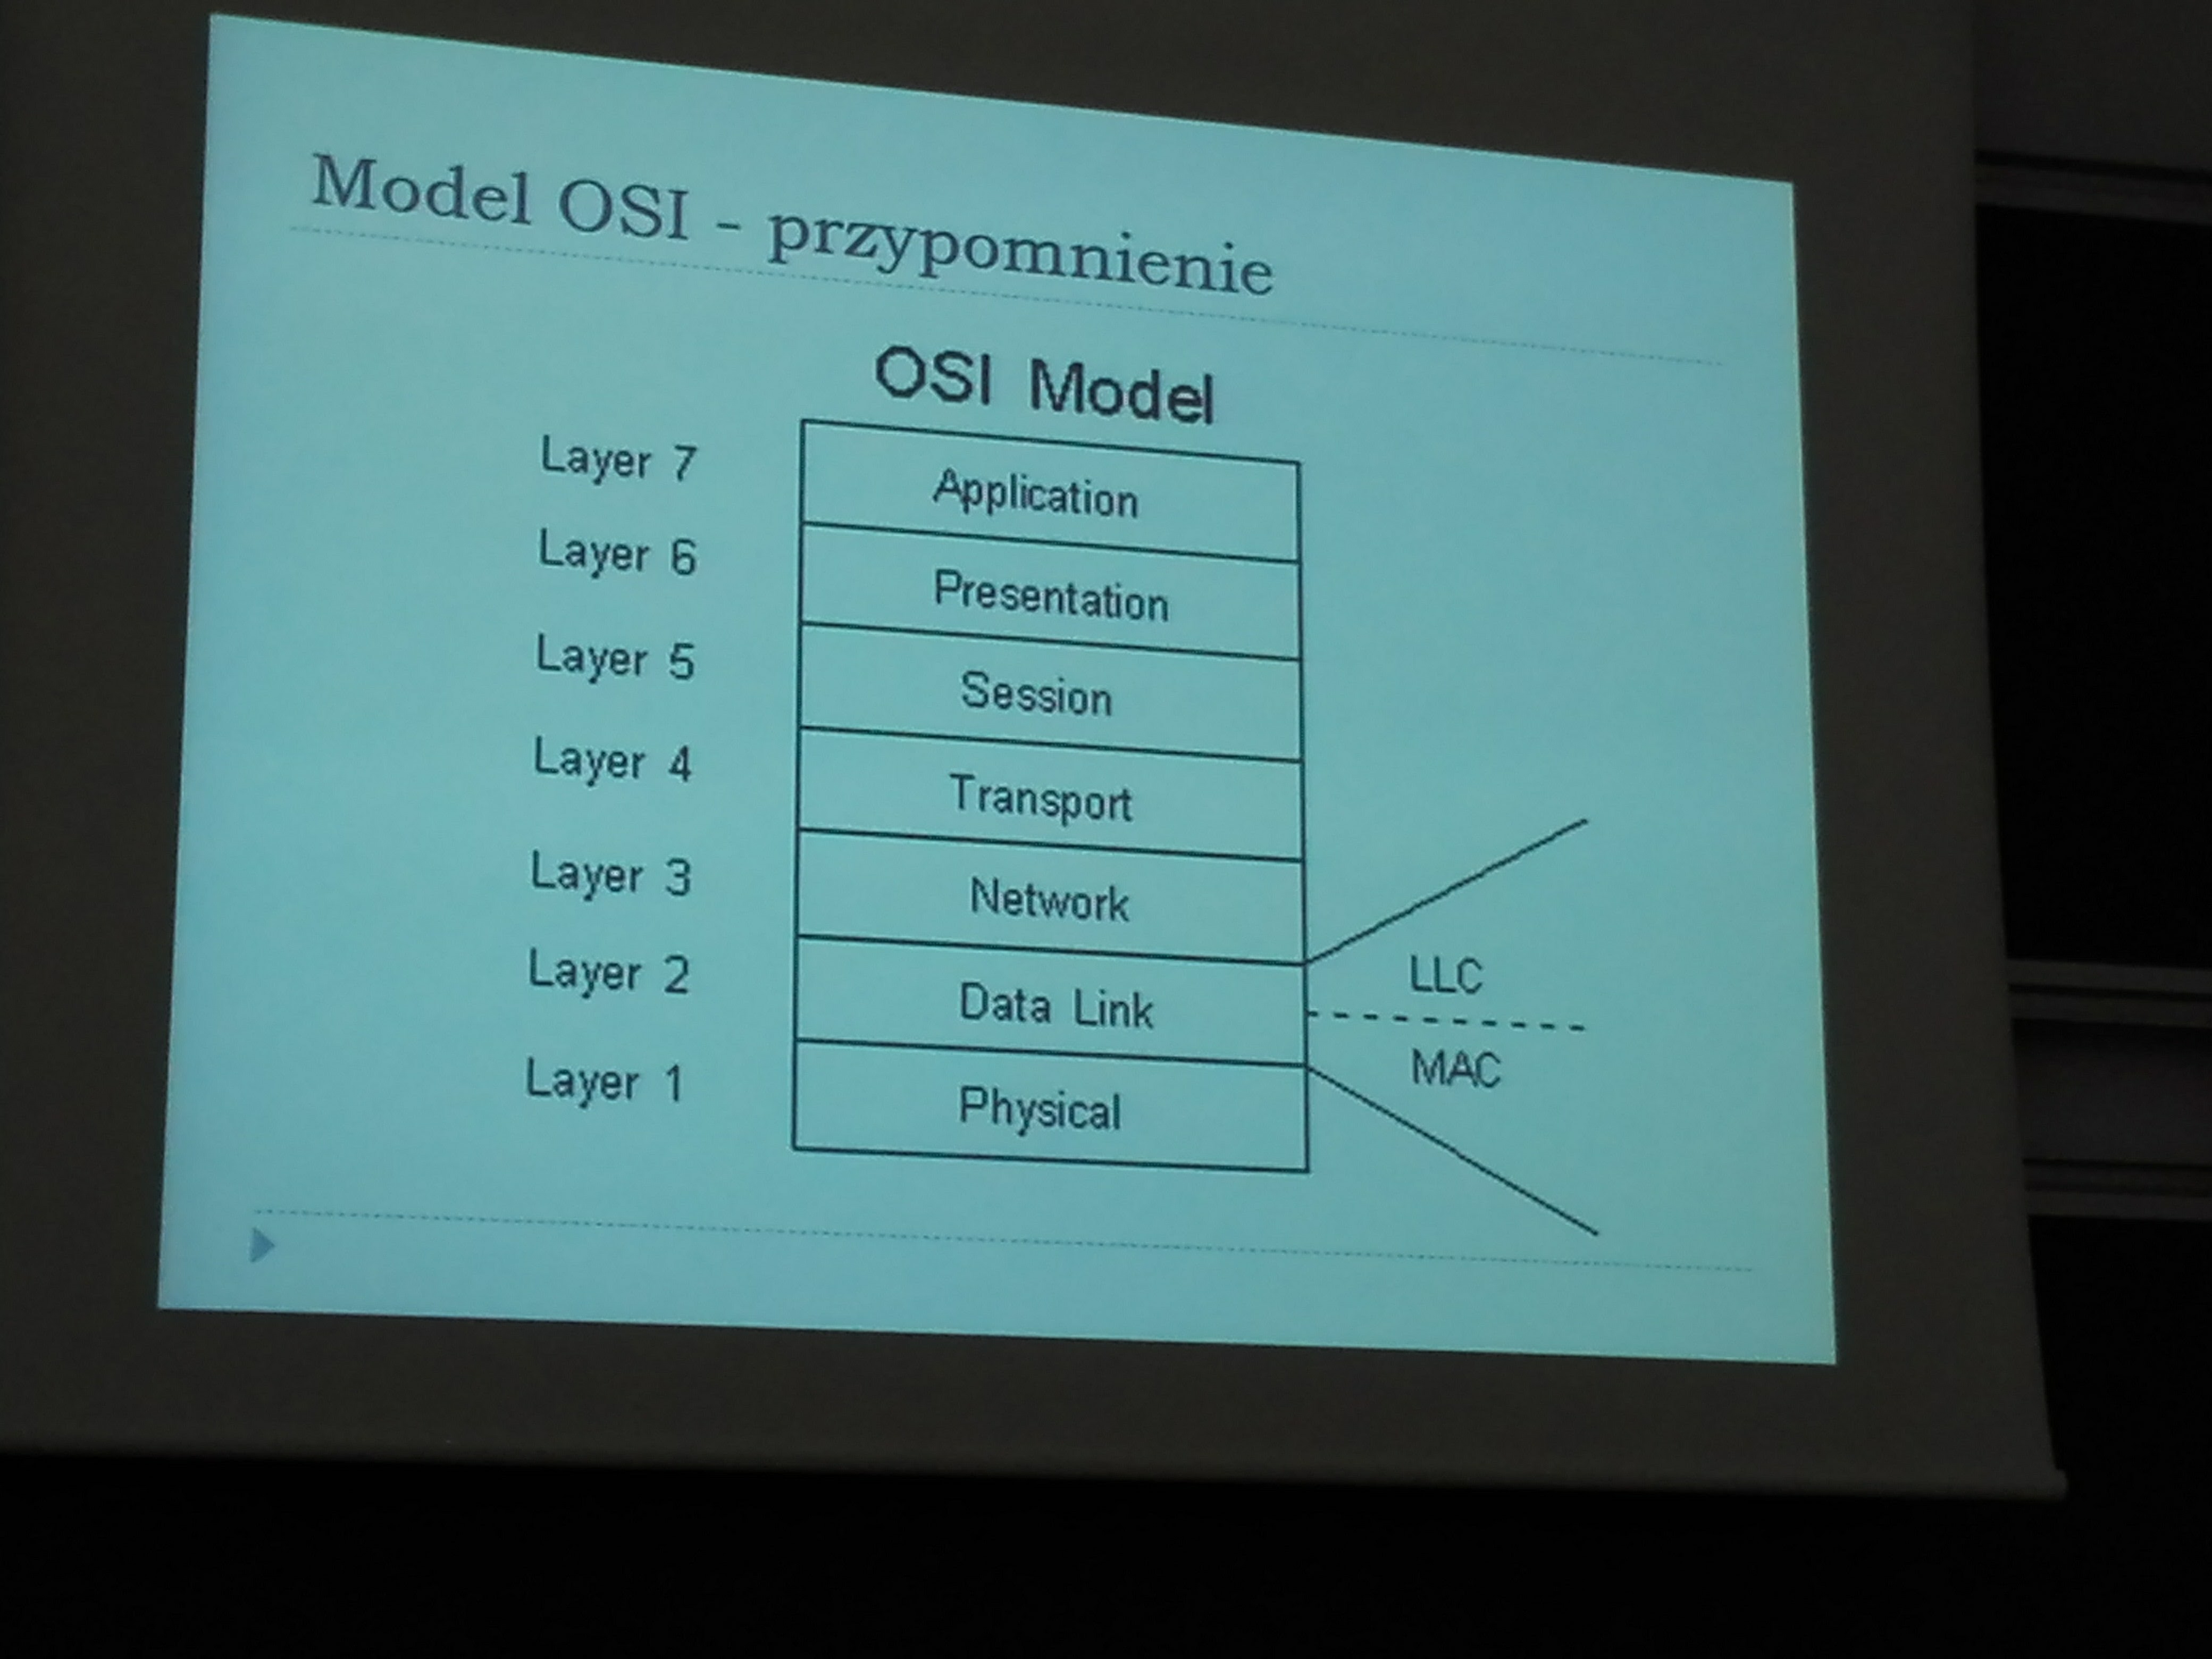 Model OSI - przypomnienie
OSI Model
Layer 7 Application
Layer 6 Presentation
Layer 5 Session
Layer 4 Transport
Layer 3 Network
Layer 2 Data Link
LLC
MAC
Layer 1 Physical